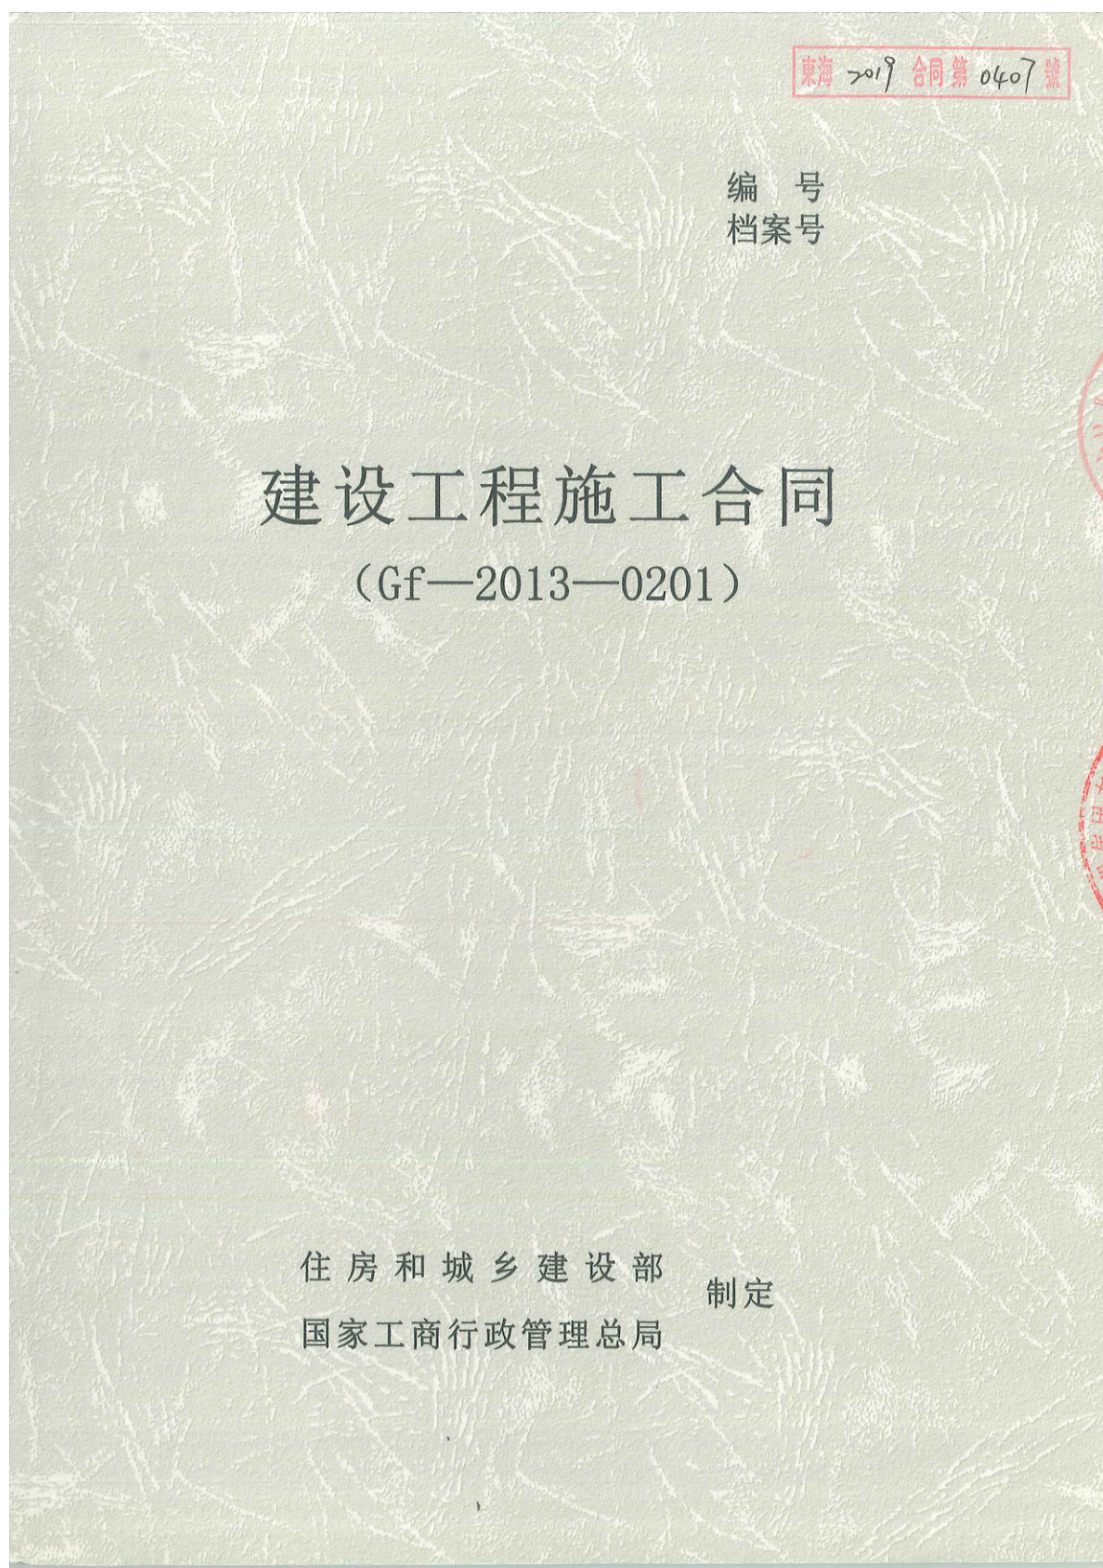 東海 2019 合同第 0407 號
编 号
档案号
建设工程施工合同
(Gf—2013—0201)
住房和城乡建设部
国家工商行政管理总局
制定